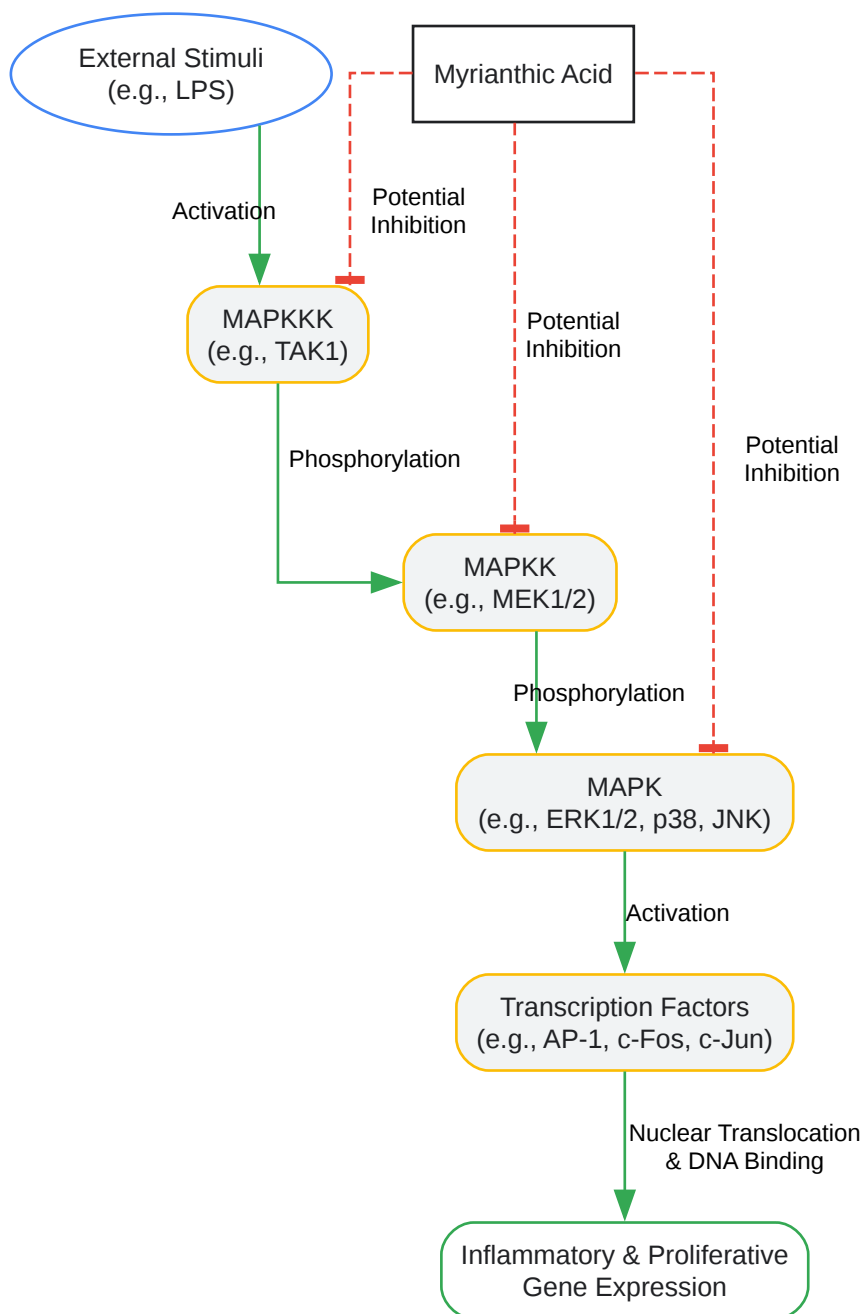 External Stimuli
(e.g., LPS)
Myrianthic Acid
Activation
Potential
Inhibition
MAPKKK
(e.g., TAK1)
Potential
Inhibition
Phosphorylation
Potential
Inhibition
MAPKK
(e.g., MEK1/2)
Phosphorylation
MAPK
(e.g., ERK1/2, p38, JNK)
Activation
Transcription Factors
(e.g., AP-1, c-Fos, c-Jun)
Nuclear Translocation
& DNA Binding
Inflammatory & Proliferative
Gene Expression